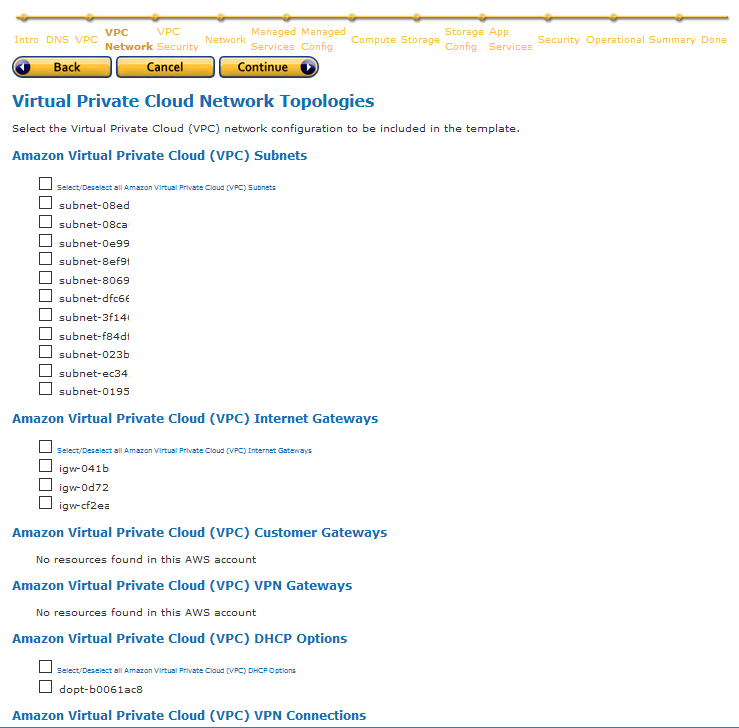 Intro DNS VPC VPC Network VPC Security Network Managed Services Managed Config Compute Storage Storage Config App Services Security Operational Summary Done
Back Cancel Continue
Virtual Private Cloud Network Topologies
Select the Virtual Private Cloud (VPC) network configuration to be included in the template.
Amazon Virtual Private Cloud (VPC) Subnets
Select/Deselect all Amazon Virtual Private Cloud (VPC) Subnets
subnet-08ed
subnet-08ca
subnet-0e99
subnet-8ef9f
subnet-8069
subnet-dfc66
subnet-3f140
subnet-f84df
subnet-023b
subnet-ec34
subnet-0195
Amazon Virtual Private Cloud (VPC) Internet Gateways
Select/Deselect all Amazon Virtual Private Cloud (VPC) Internet Gateways
igw-041b
igw-0d72
igw-cf2ea
Amazon Virtual Private Cloud (VPC) Customer Gateways
No resources found in this AWS account
Amazon Virtual Private Cloud (VPC) VPN Gateways
No resources found in this AWS account
Amazon Virtual Private Cloud (VPC) DHCP Options
Select/Deselect all Amazon Virtual Private Cloud (VPC) DHCP Options
dopt-b0061ac8
Amazon Virtual Private Cloud (VPC) VPN Connections